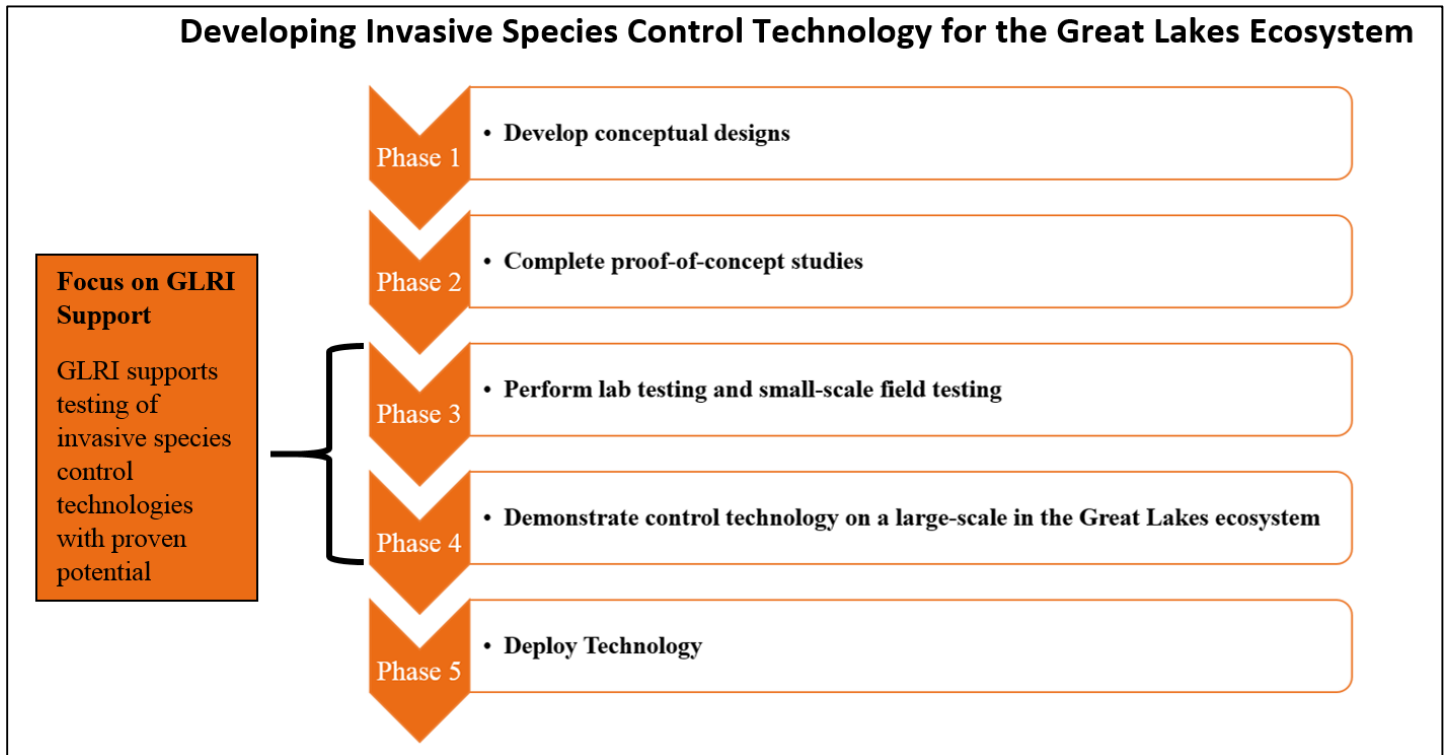 Developing Invasive Species Control Technology for the Great Lakes Ecosystem
Phase 1
• Develop conceptual designs
Phase 2
• Complete proof-of-concept studies
Focus on GLRI
Support
GLRI supports
testing of
invasive species
control
technologies
with proven
potential
Phase 3
• Perform lab testing and small-scale field testing
Phase 4
• Demonstrate control technology on a large-scale in the Great Lakes ecosystem
Phase 5
• Deploy Technology